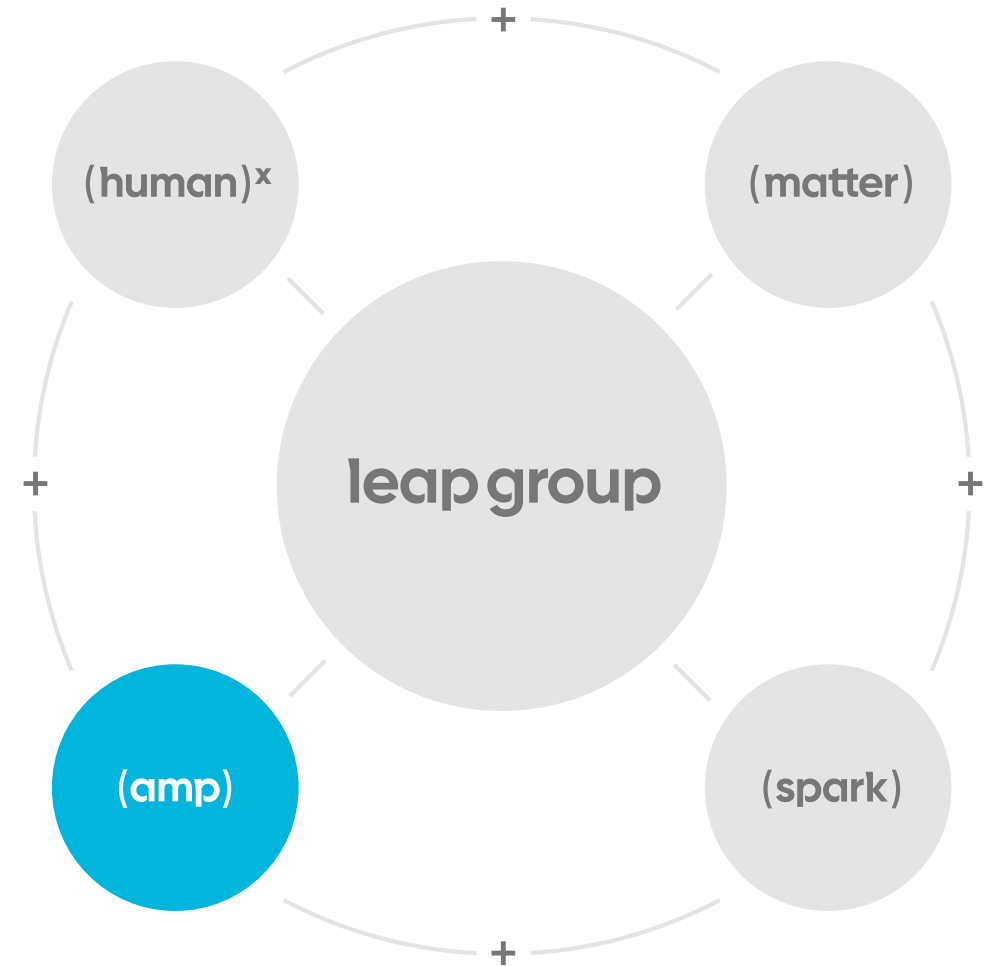 +
(human)ˣ
(matter)
leap group
+
+
(amp)
(spark)
+